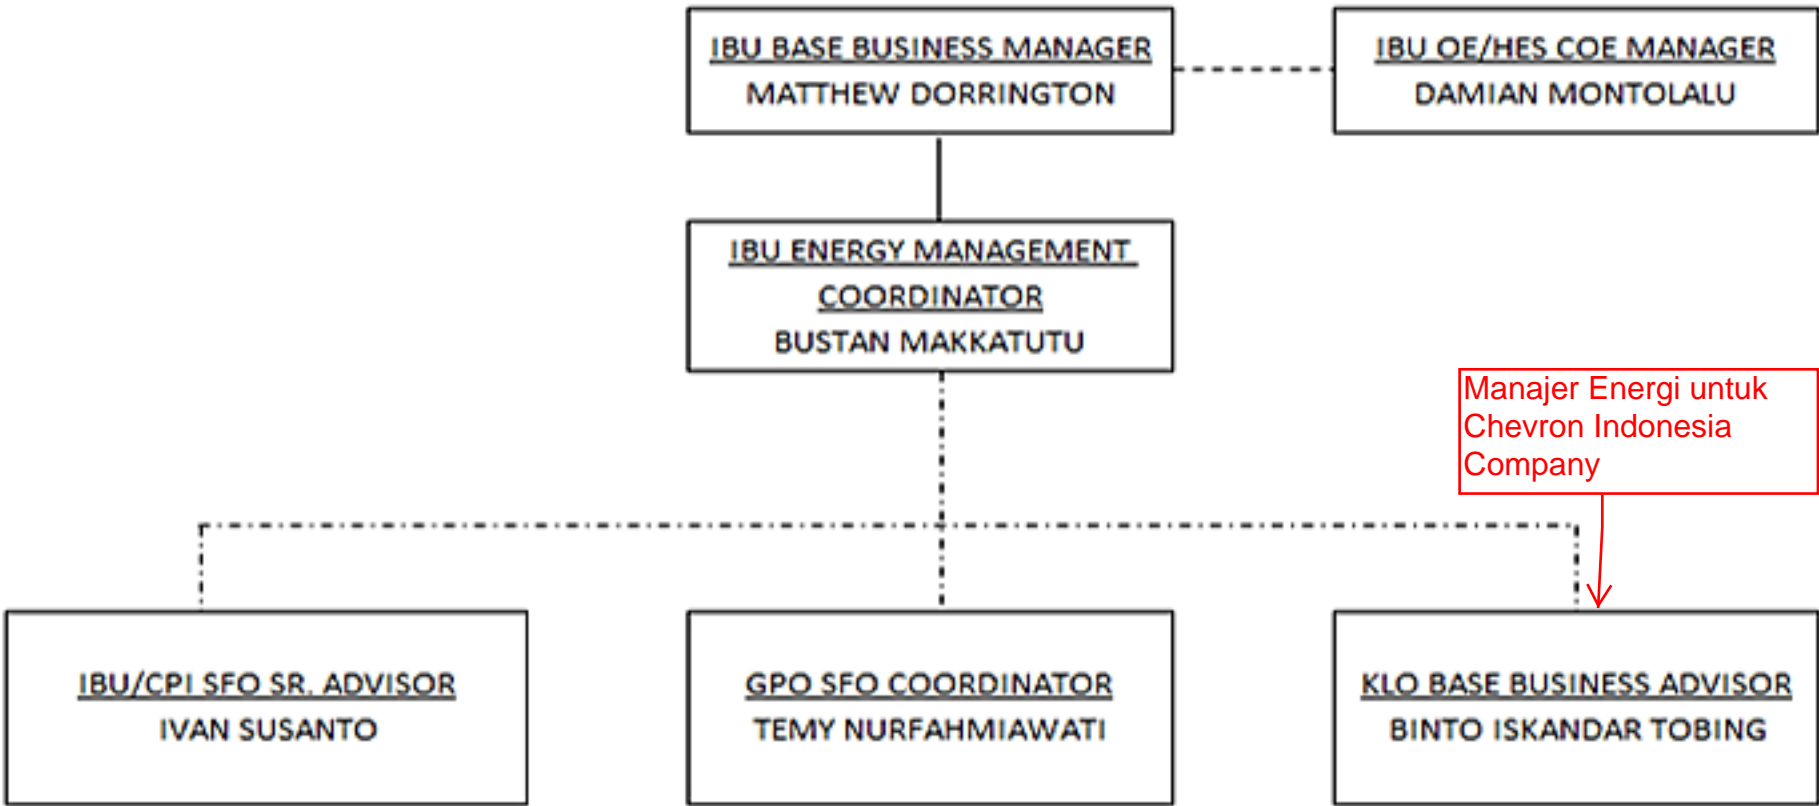 IBU BASE BUSINESS MANAGER
MATTHEW DORRINGTON
IBU OE/HES COE MANAGER
DAMIAN MONTOLALU
IBU ENERGY MANAGEMENT
COORDINATOR
BUSTAN MAKKATUTU
Manajer Energi untuk
Chevron Indonesia
Company
IBU/CPI SFO SR. ADVISOR
IVAN SUSANTO
GPO SFO COORDINATOR
TEMY NURFAHMIAWATI
KLO BASE BUSINESS ADVISOR
BINTO ISKANDAR TOBING